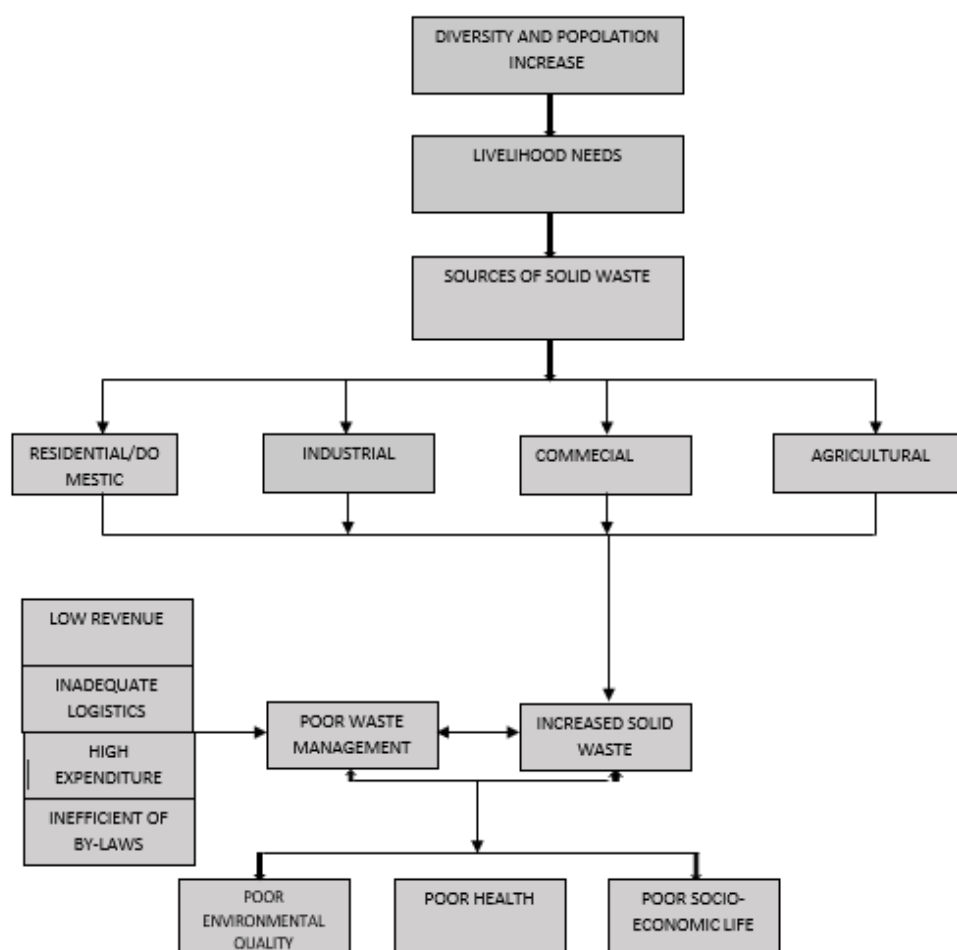 DIVERSITY AND POPOLATION
INCREASE
LIVELIHOOD NEEDS
SOURCES OF SOLID WASTE
RESIDENTIAL/DO
MESTIC
INDUSTRIAL
COMMECIAL
AGRICULTURAL
LOW REVENUE
INADEQUATE
LOGISTICS
HIGH
EXPENDITURE
INEFFICIENT OF
BY-LAWS
POOR WASTE
MANAGEMENT
INCREASED SOLID
WASTE
POOR
ENVIRONMENTAL
QUALITY
POOR HEALTH
POOR SOCIO-
ECONOMIC LIFE